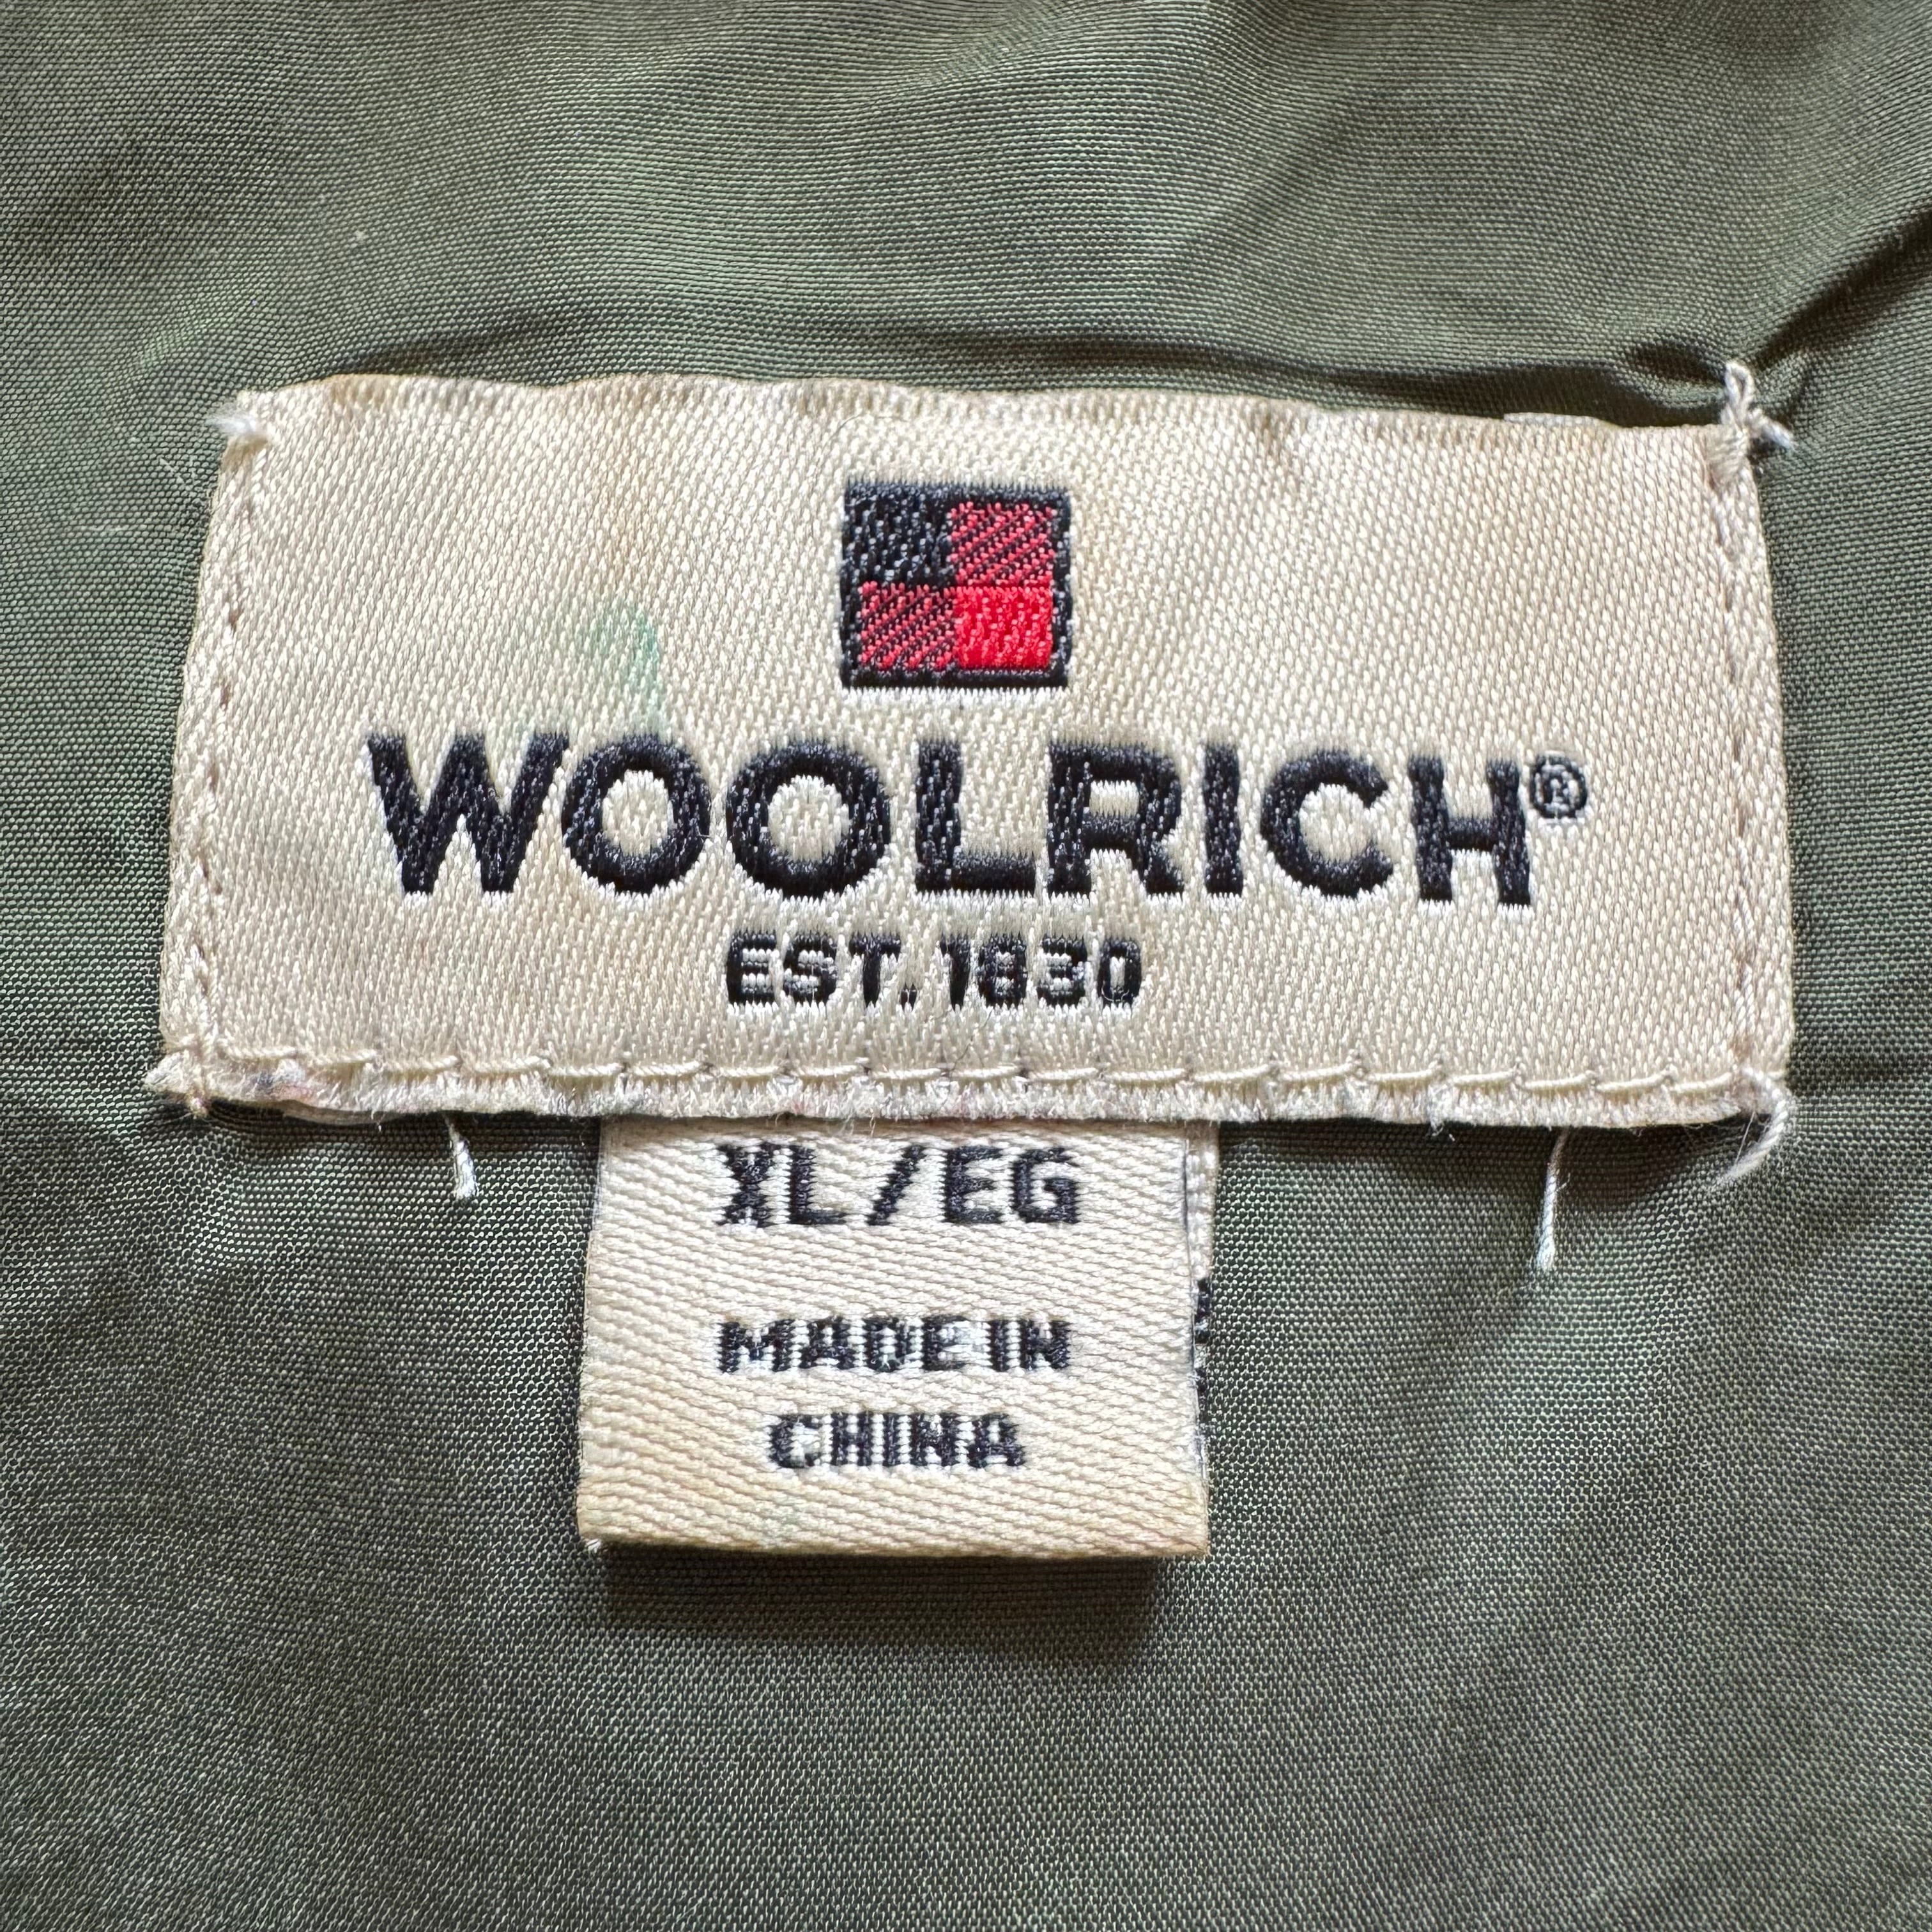 WOOLRICH®
EST. 1830
XL/EG
MADE IN
CHINA